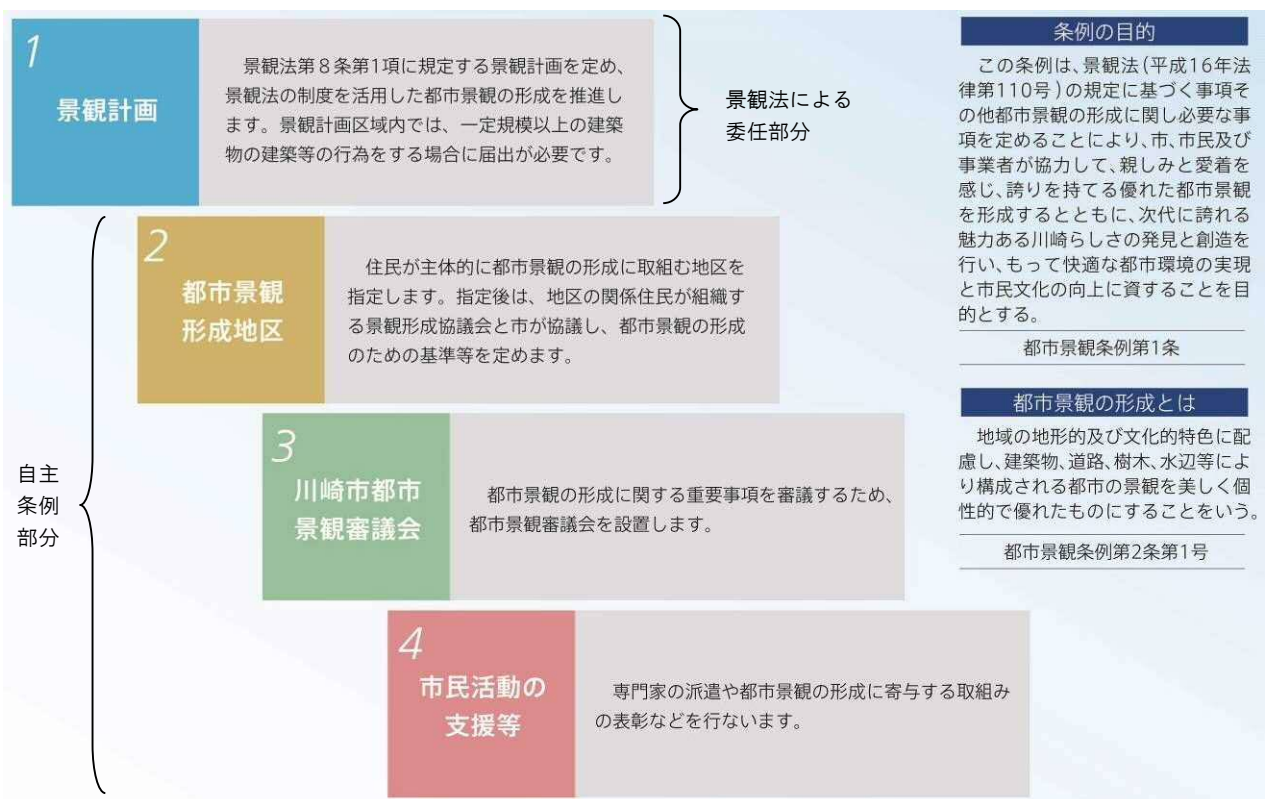 1
景観計画
景観法第8条第1項に規定する景観計画を定め、
景観法の制度を活用した都市景観の形成を推進し
ます。景観計画区域内では、一定規模以上の建築
物の建築等の行為をする場合に届出が必要です。
景観法による
委任部分
2
都市景観
形成地区
住民が主体的に都市景観の形成に取組む地区を
指定します。指定後は、地区の関係住民が組織す
る景観形成協議会と市が協議し、都市景観の形成
のための基準等を定めます。
自主
条例
部分
3
川崎市都市
景観審議会
都市景観の形成に関する重要事項を審議するため、
都市景観審議会を設置します。
4
市民活動の
支援等
専門家の派遣や都市景観の形成に寄与する取組み
の表彰などを行ないます。
条例の目的
この条例は、景観法(平成16年法
律第110号)の規定に基づく事項そ
の他都市景観の形成に関し必要な事
項を定めることにより、市、市民及び
事業者が協力して、親しみと愛着を
感じ、誇りを持てる優れた都市景観
を形成するとともに、次代に誇れる
魅力ある川崎らしさの発見と創造を
行い、もって快適な都市環境の実現
と市民文化の向上に資することを目
的とする。
都市景観条例第1条
都市景観の形成とは
地域の地形的及び文化的特色に配
慮し、建築物、道路、樹木、水辺等によ
り構成される都市の景観を美しく個
性的で優れたものにすることをいう。
都市景観条例第2条第1号